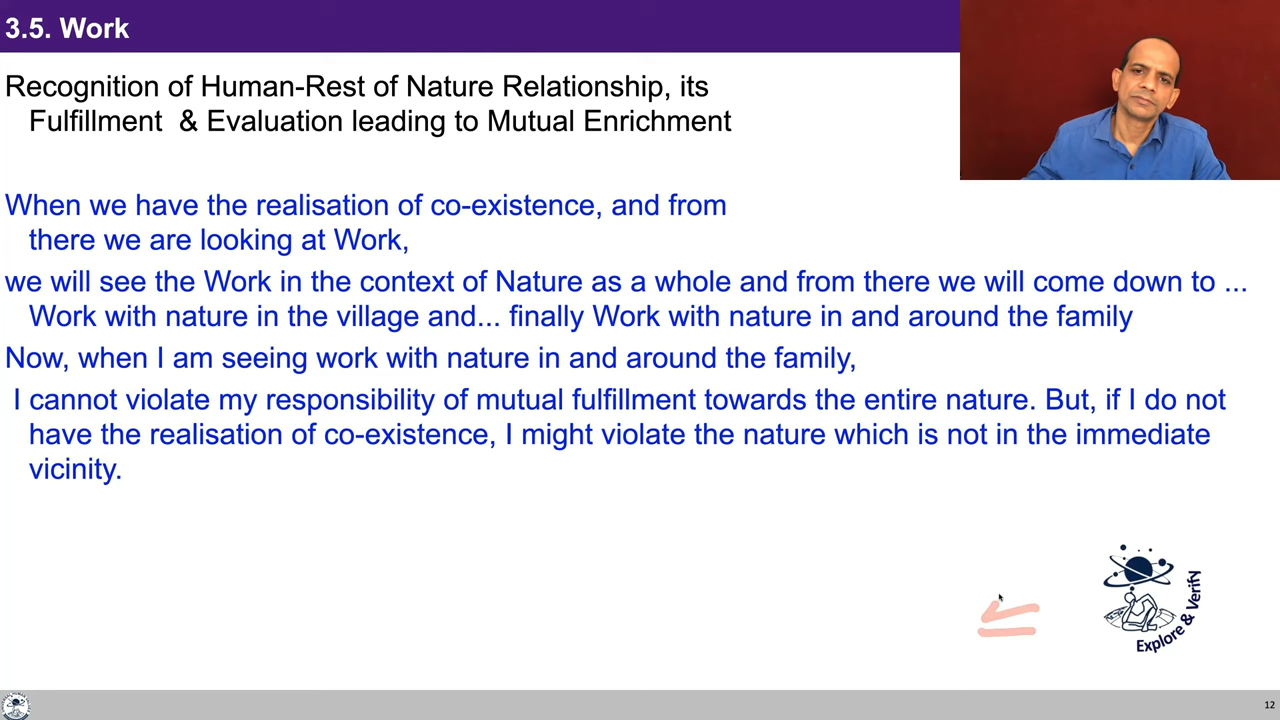 3.5. Work
Recognition of Human-Rest of Nature Relationship, its
Fulfillment & Evaluation leading to Mutual Enrichment
When we have the realisation of co-existence, and from
there we are looking at Work,
we will see the Work in the context of Nature as a whole and from there we will come down to ...
Work with nature in the village and... finally Work with nature in and around the family
Now, when I am seeing work with nature in and around the family,
I cannot violate my responsibility of mutual fulfillment towards the entire nature. But, if I do not
have the realisation of co-existence, I might violate the nature which is not in the immediate
vicinity.
Explore & Verify
12